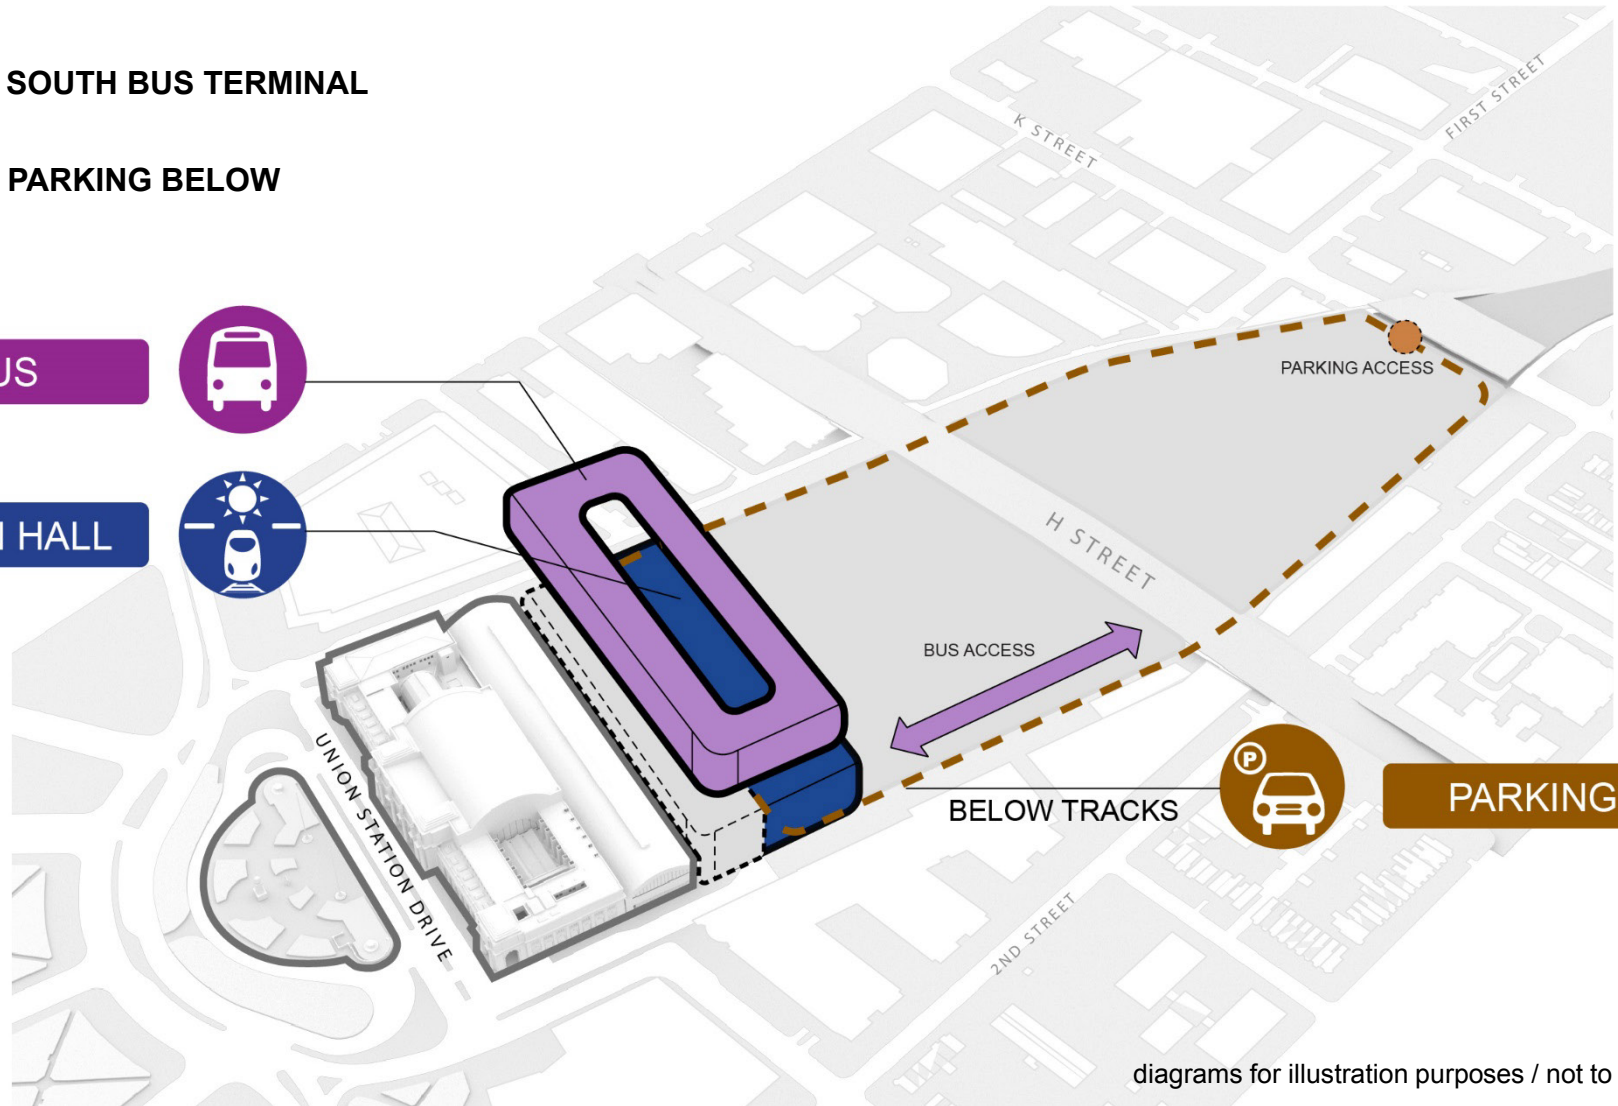 SOUTH BUS TERMINAL
PARKING BELOW
FIRST STREET
K STREET
PARKING ACCESS
US
HALL
H STREET
BUS ACCESS
P
PARKING
BELOW TRACKS
UNION STATION DRIVE
2ND STREET
diagrams for illustration purposes / not to